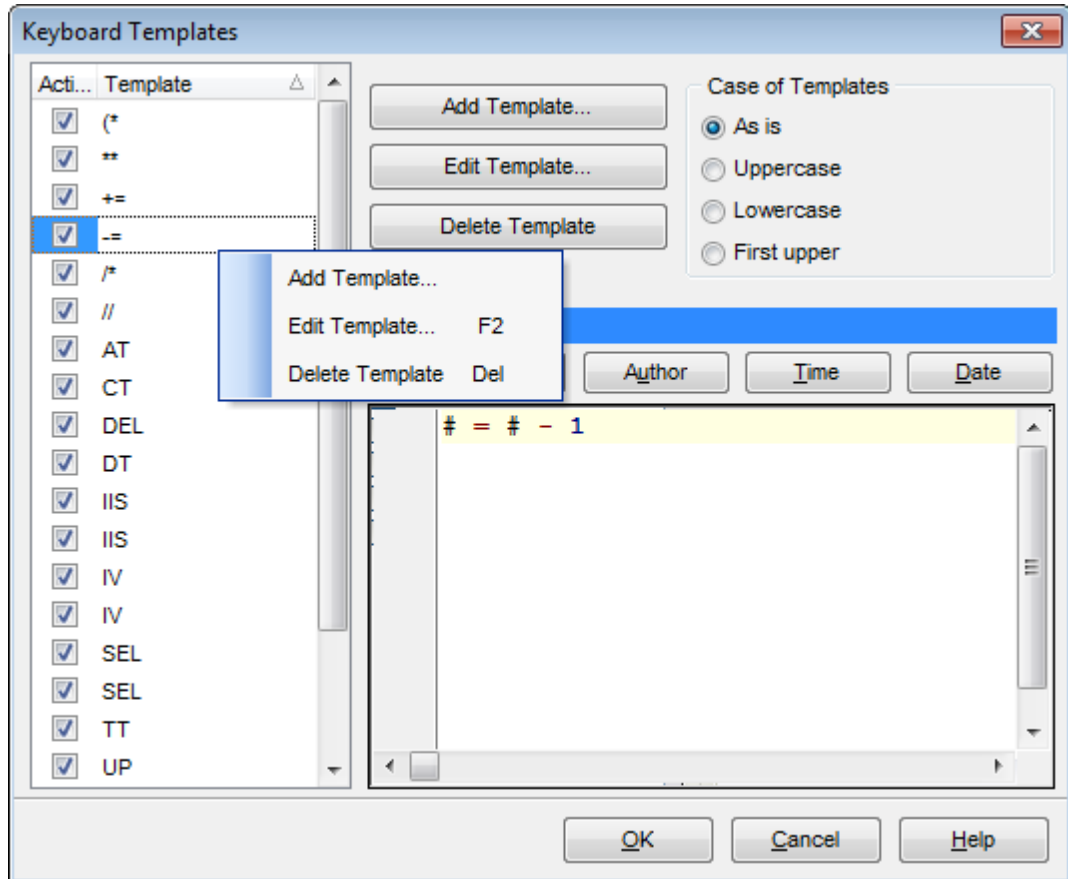 Keyboard Templates
Acti... Template
(*
**
+=
-=
/*
//
AT
CT
DEL
DT
IIS
IIS
IV
IV
SEL
SEL
TT
UP
Add Template...
Edit Template...
Delete Template
Case of Templates
As is
Uppercase
Lowercase
First upper
Add Template...
Edit Template... F2
Delete Template Del
Author Time Date
# = # - 1
OK Cancel Help